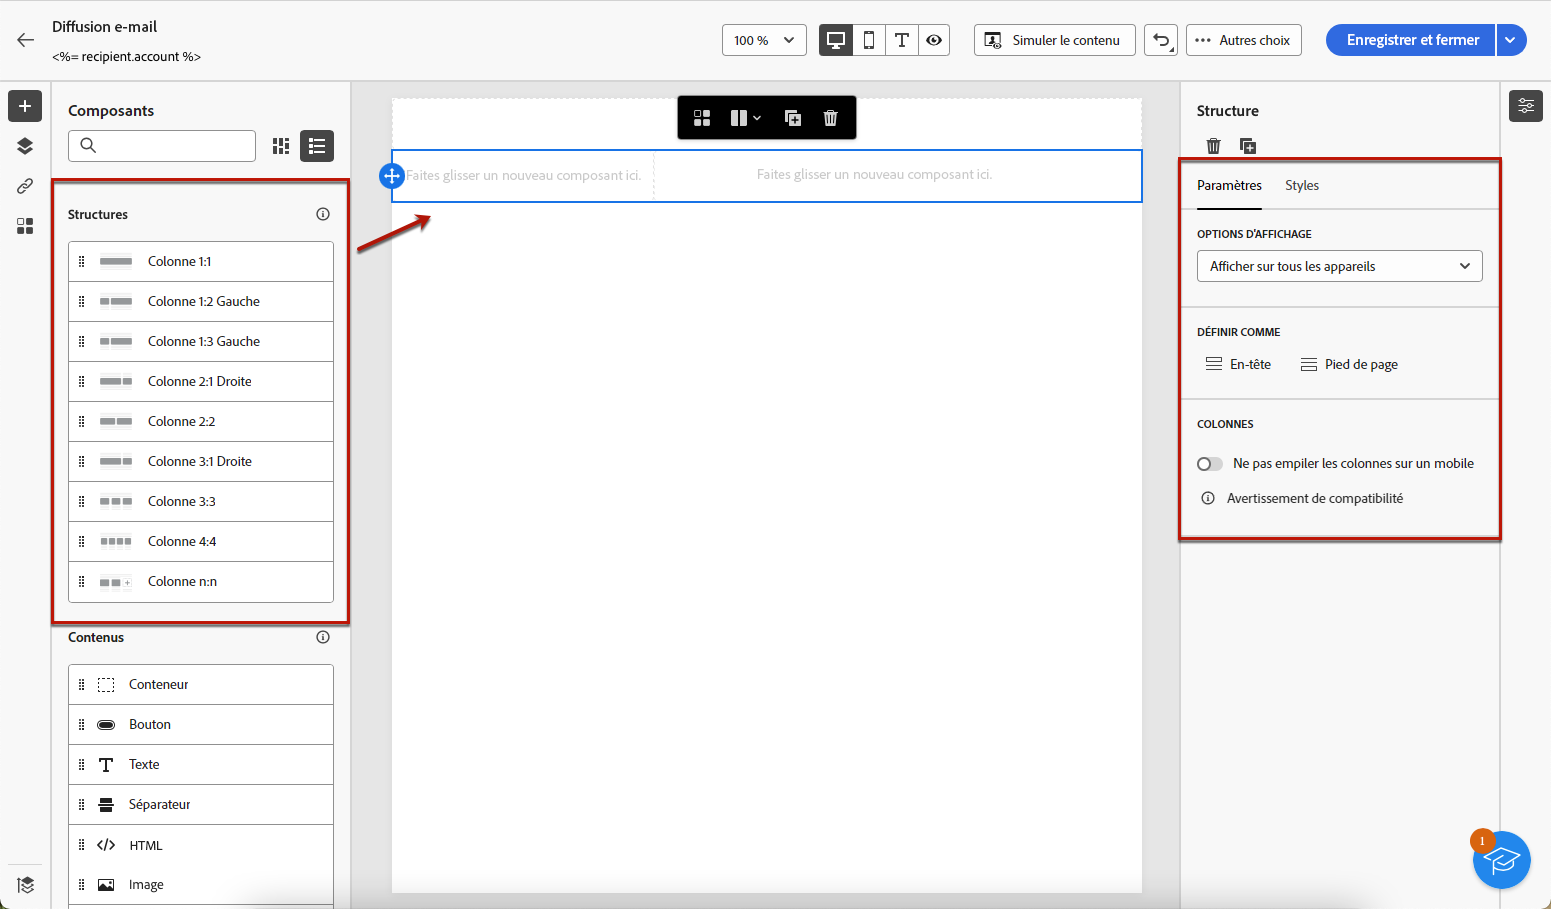 Diffusion e-mail
<%= recipient.account %>
100 %
Simuler le contenu
Autres choix
Enregistrer et fermer
Composants
Structures
Colonne 1:1
Colonne 1:2 Gauche
Colonne 1:3 Gauche
Colonne 2:1 Droite
Colonne 2:2
Colonne 3:1 Droite
Colonne 3:3
Colonne 4:4
Colonne n:n
Contenus
Conteneur
Bouton
Texte
Séparateur
HTML
Image
Faites glisser un nouveau composant ici.
Faites glisser un nouveau composant ici.
Structure
Paramètres
Styles
OPTIONS D'AFFICHAGE
Afficher sur tous les appareils
DÉFINIR COMME
En-tête
Pied de page
COLONNES
Ne pas empiler les colonnes sur un mobile
Avertissement de compatibilité
1